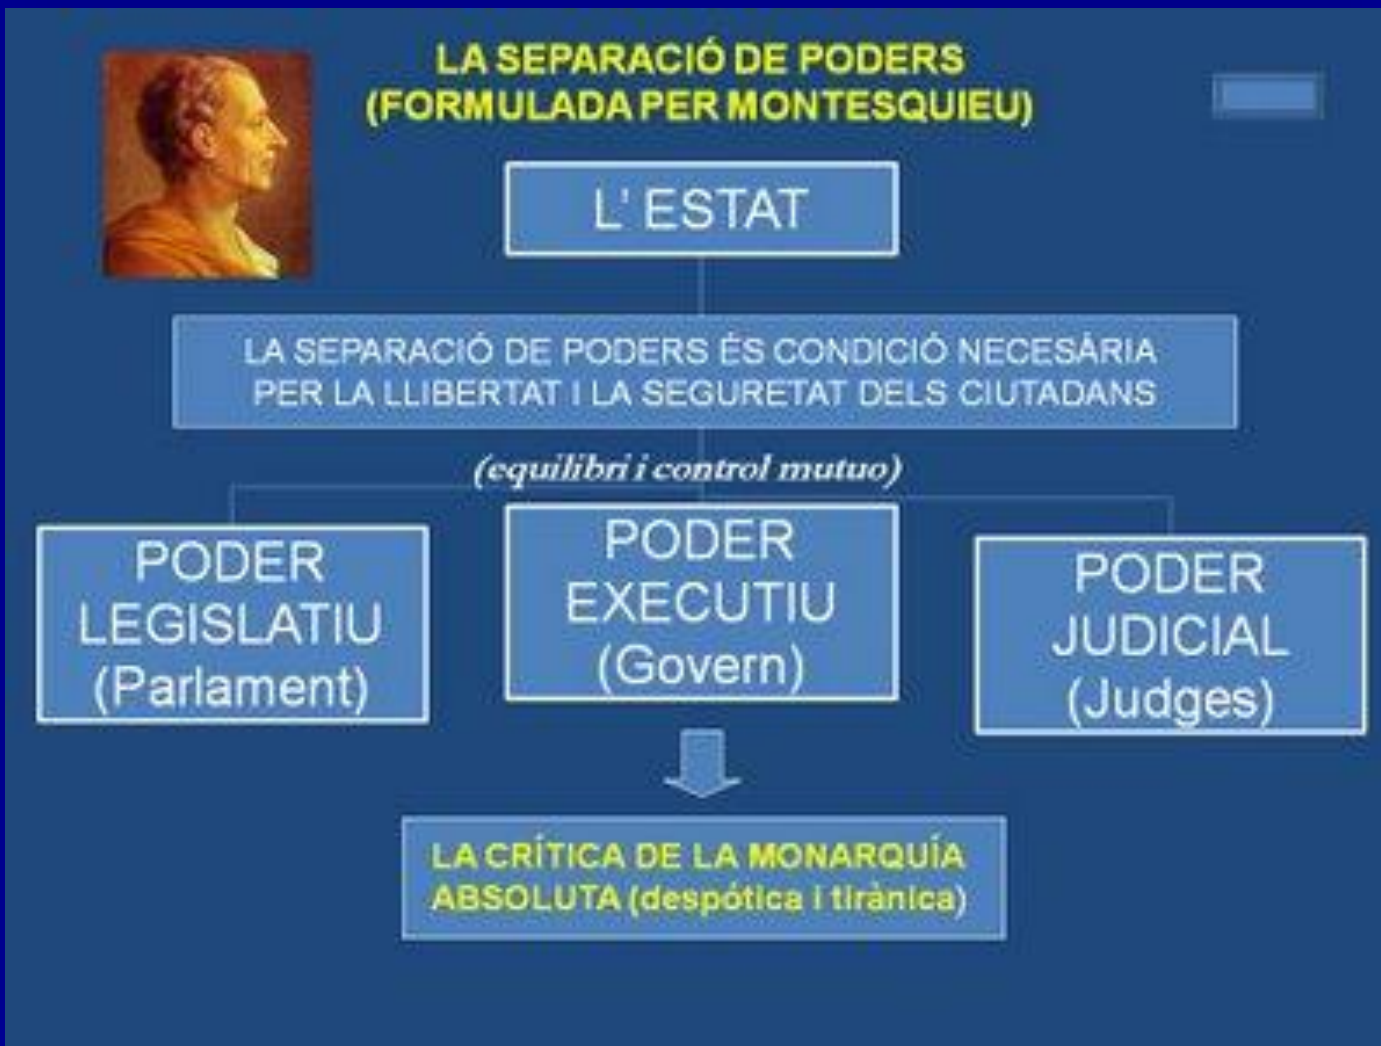 LA SEPARACIÓ DE PODERS
(FORMULADA PER MONTESQUIEU)
L' ESTAT
LA SEPARACIÓ DE PODERS ÉS CONDICIÓ NECESÀRIA
PER LA LLIBERTAT I LA SEGURETAT DELS CIUTADANS
(equilibri i control mutuo)
PODER
LEGISLATIU
(Parlament)
PODER
EXECUTIU
(Govern)
PODER
JUDICIAL
(Judges)
LA CRÍTICA DE LA MONARQUÍA
ABSOLUTA (despótica i tirànica)